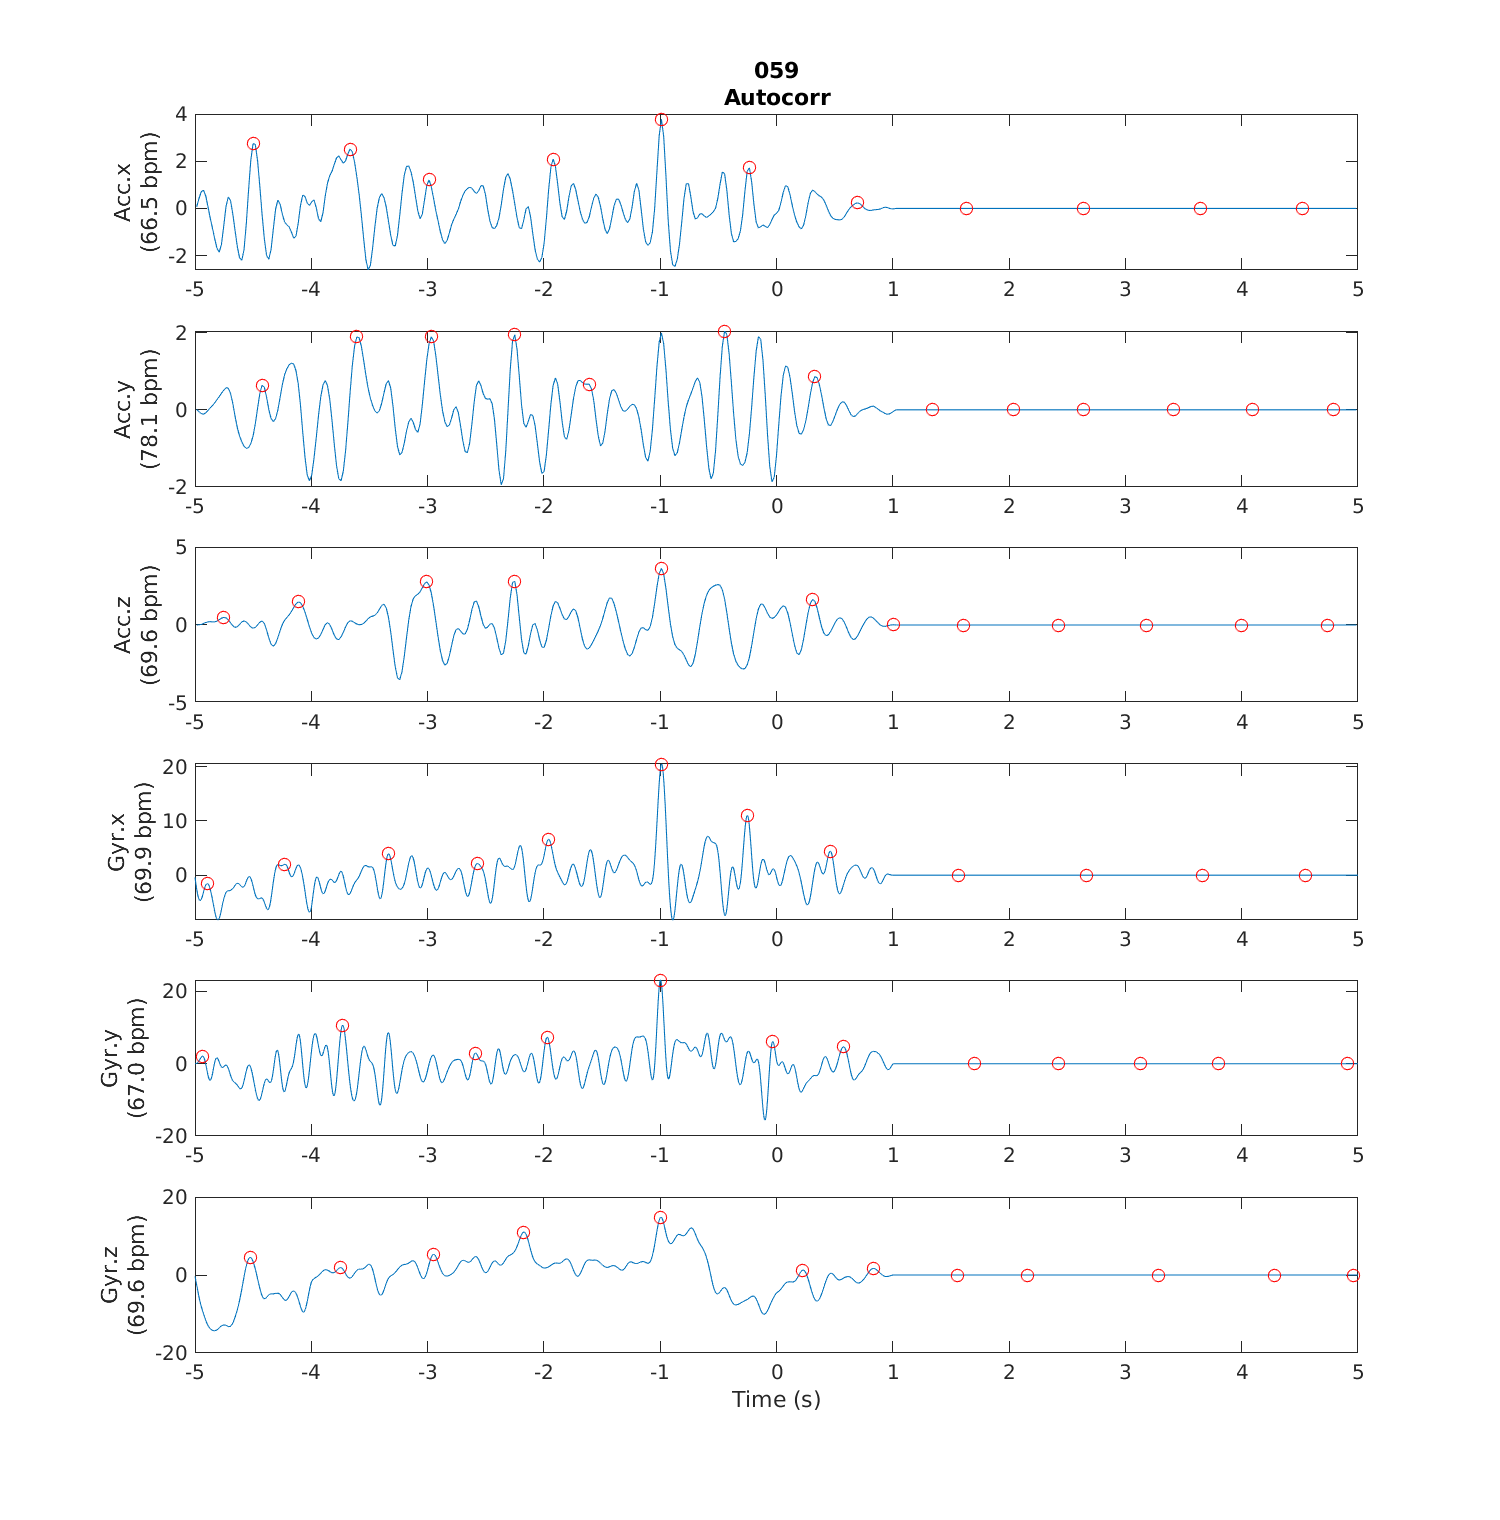 059
Autocorr
Acc.x
(66.5 bpm)
4
2
0
-2
-5 -4 -3 -2 -1 0 1 2 3 4 5
Acc.y
(78.1 bpm)
2
0
-2
-5 -4 -3 -2 -1 0 1 2 3 4 5
Acc.z
(69.6 bpm)
5
0
-5
-5 -4 -3 -2 -1 0 1 2 3 4 5
Gyr.x
(69.9 bpm)
20
10
0
-5 -4 -3 -2 -1 0 1 2 3 4 5
Gyr.y
(67.0 bpm)
20
0
-20
-5 -4 -3 -2 -1 0 1 2 3 4 5
Gyr.z
(69.6 bpm)
20
0
-20
-5 -4 -3 -2 -1 0 1 2 3 4 5
Time (s)